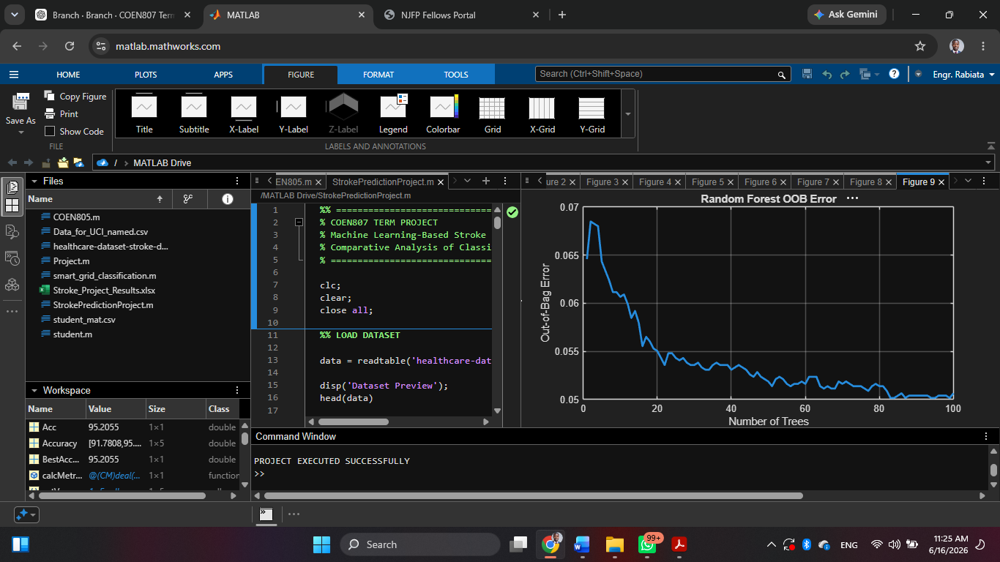 Branch · Branch · COEN807 Term
MATLAB
NJFP Fellows Portal
Ask Gemini
matlab.mathworks.com
HOME
PLOTS
APPS
FIGURE
FORMAT
TOOLS
Search (Ctrl+Shift+Space)
Engr. Rabiata
Save As
Copy Figure
Print
Show Code
FILE
Title
Subtitle
X-Label
Y-Label
Z-Label
Legend
Colorbar
Grid
X-Grid
Y-Grid
LABELS AND ANNOTATIONS
/ MATLAB Drive
Files
Name
COEN805.m
Data_for_UCI_named.csv
healthcare-dataset-stroke-d...
Project.m
smart_grid_classification.m
Stroke_Project_Results.xlsx
StrokePredictionProject.m
student_mat.csv
student.m
Workspace
Name Value Size Class
Acc 95.2055 1×1 double
Accuracy [91.7808,95.... 1×5 double
BestAcc... 95.2055 1×1 double
calcMetr... @(CM)deal(... 1×1 function
EN805.m
StrokePredictionProject.m
/MATLAB Drive/StrokePredictionProject.m
1 %% =============================
2 % COEN807 TERM PROJECT
3 % Machine Learning-Based Stroke
4 % Comparative Analysis of Classi
5 % =============================
6
7 clc;
8 clear;
9 close all;
10
11 %% LOAD DATASET
12
13 data = readtable('healthcare-dat
14
15 disp('Dataset Preview');
16 head(data)
17
ure 2
Figure 3
Figure 4
Figure 5
Figure 6
Figure 7
Figure 8
Figure 9
Random Forest OOB Error
0.07
0.065
0.06
0.055
0.05
Out-of-Bag Error
0 20 40 60 80 100
Number of Trees
Command Window
PROJECT EXECUTED SUCCESSFULLY
>>
Search
99+
ENG
11:25 AM
6/16/2026